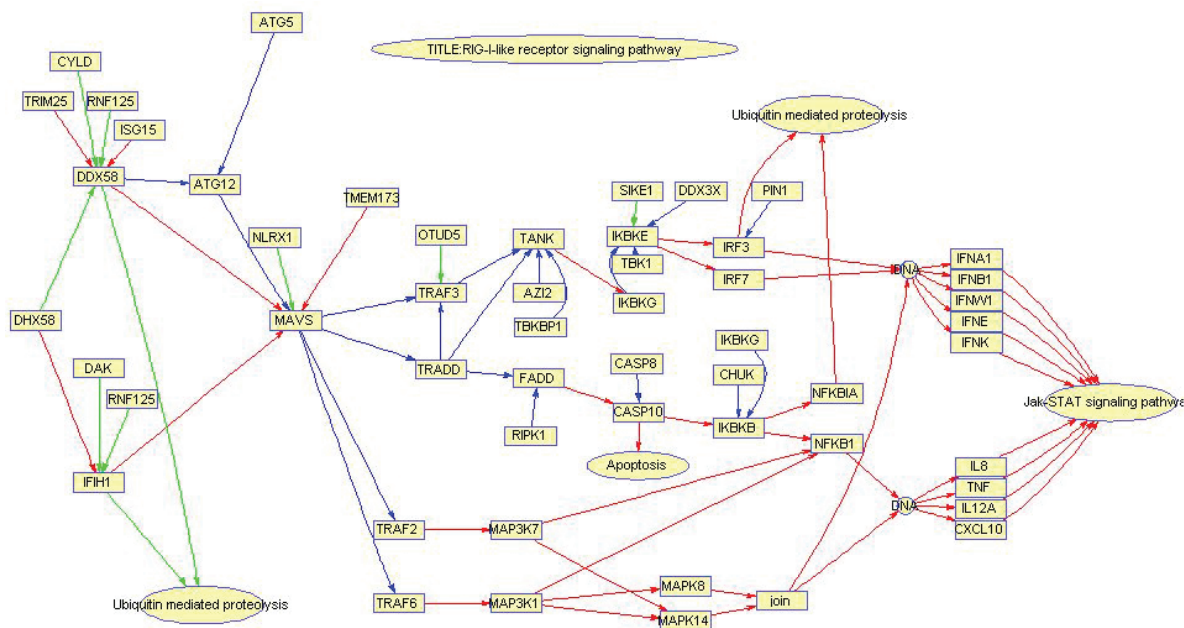 ATG5
TITLE:RIG-I-like receptor signaling pathway
CYLD
TRIM25
RNF125
ISG15
Ubiquitin mediated proteolysis
DDX58
ATG12
TMEM173
SIKE1
DDX3X
PIN1
NLRX1
OTUD5
TANK
IKBKE
IRF3
TBK1
IFNA1
DNA
IFNB1
TRAF3
AZI2
IKBKG
IRF7
IFNW1
DHX58
MAVS
TBKBP1
IFNE
IKBKG
IFNK
DAK
TRADD
FADD
CASP8
CHUK
RNF125
CASP10
NFKBIA
Jak-STAT signaling pathwa
RIPK1
IKBKB
NFKB1
Apoptosis
IL8
IFIH1
TNF
DNA
IL12A
TRAF2
MAP3K7
CXCL10
MAPK8
Ubiquitin mediated proteolysis
TRAF6
MAP3K1
join
MAPK14